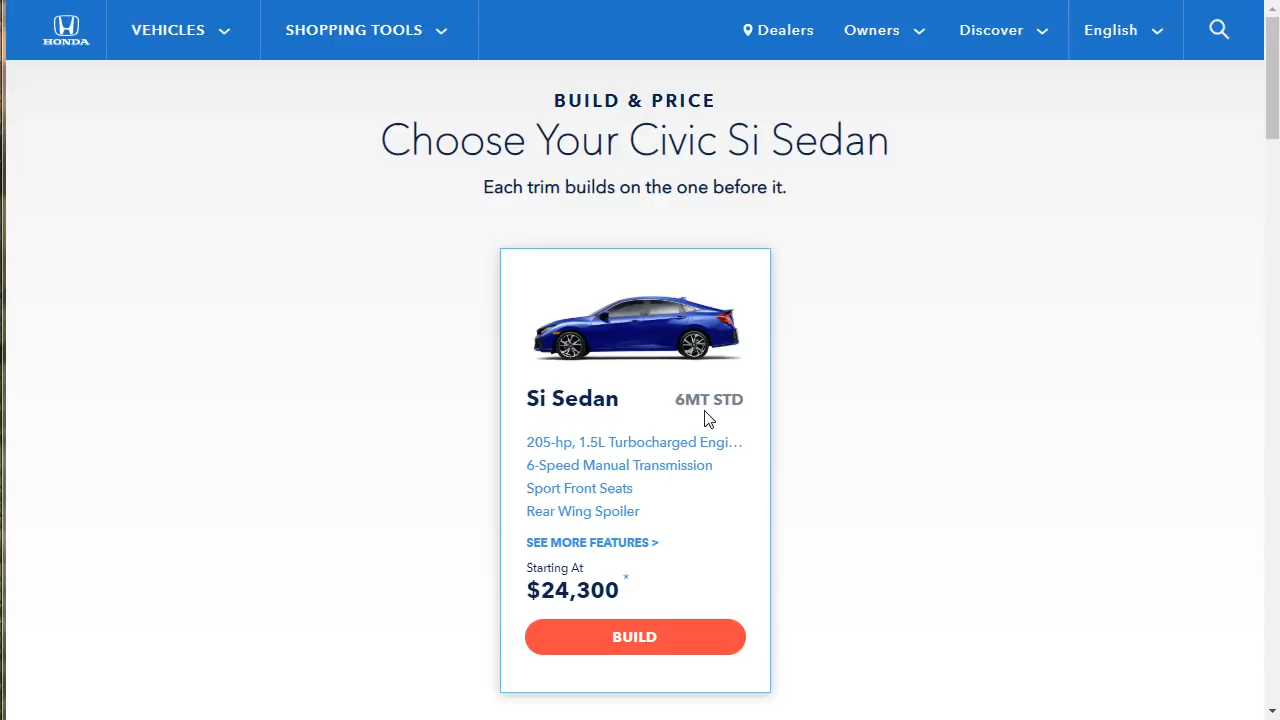 HONDA
VEHICLES
SHOPPING TOOLS
Dealers
Owners
Discover
English
BUILD & PRICE
Choose Your Civic Si Sedan
Each trim builds on the one before it.
Si Sedan
6MT STD
205-hp, 1.5L Turbocharged Engi...
6-Speed Manual Transmission
Sport Front Seats
Rear Wing Spoiler
SEE MORE FEATURES >
Starting At
$24,300*
BUILD